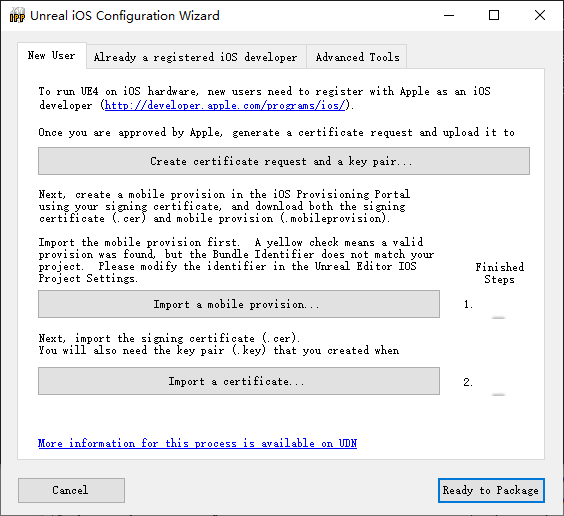 Unreal iOS Configuration Wizard
New User
Already a registered iOS developer
Advanced Tools
To run UE4 on iOS hardware, new users need to register with Apple as an iOS
developer (http://developer.apple.com/programs/ios/).
Once you are approved by Apple, generate a certificate request and upload it to
Create certificate request and a key pair...
Next, create a mobile provision in the iOS Provisioning Portal
using your signing certificate, and download both the signing
certificate (.cer) and mobile provision (.mobileprovision).
Import the mobile provision first.  A yellow check means a valid
provision was found, but the Bundle Identifier does not match your
project.  Please modify the identifier in the Unreal Editor IOS
Project Settings.
Finished
Steps
Import a mobile provision...
1.
Next, import the signing certificate (.cer).
You will also need the key pair (.key) that you created when
Import a certificate...
2.
More information for this process is available on UDN
Cancel
Ready to Package